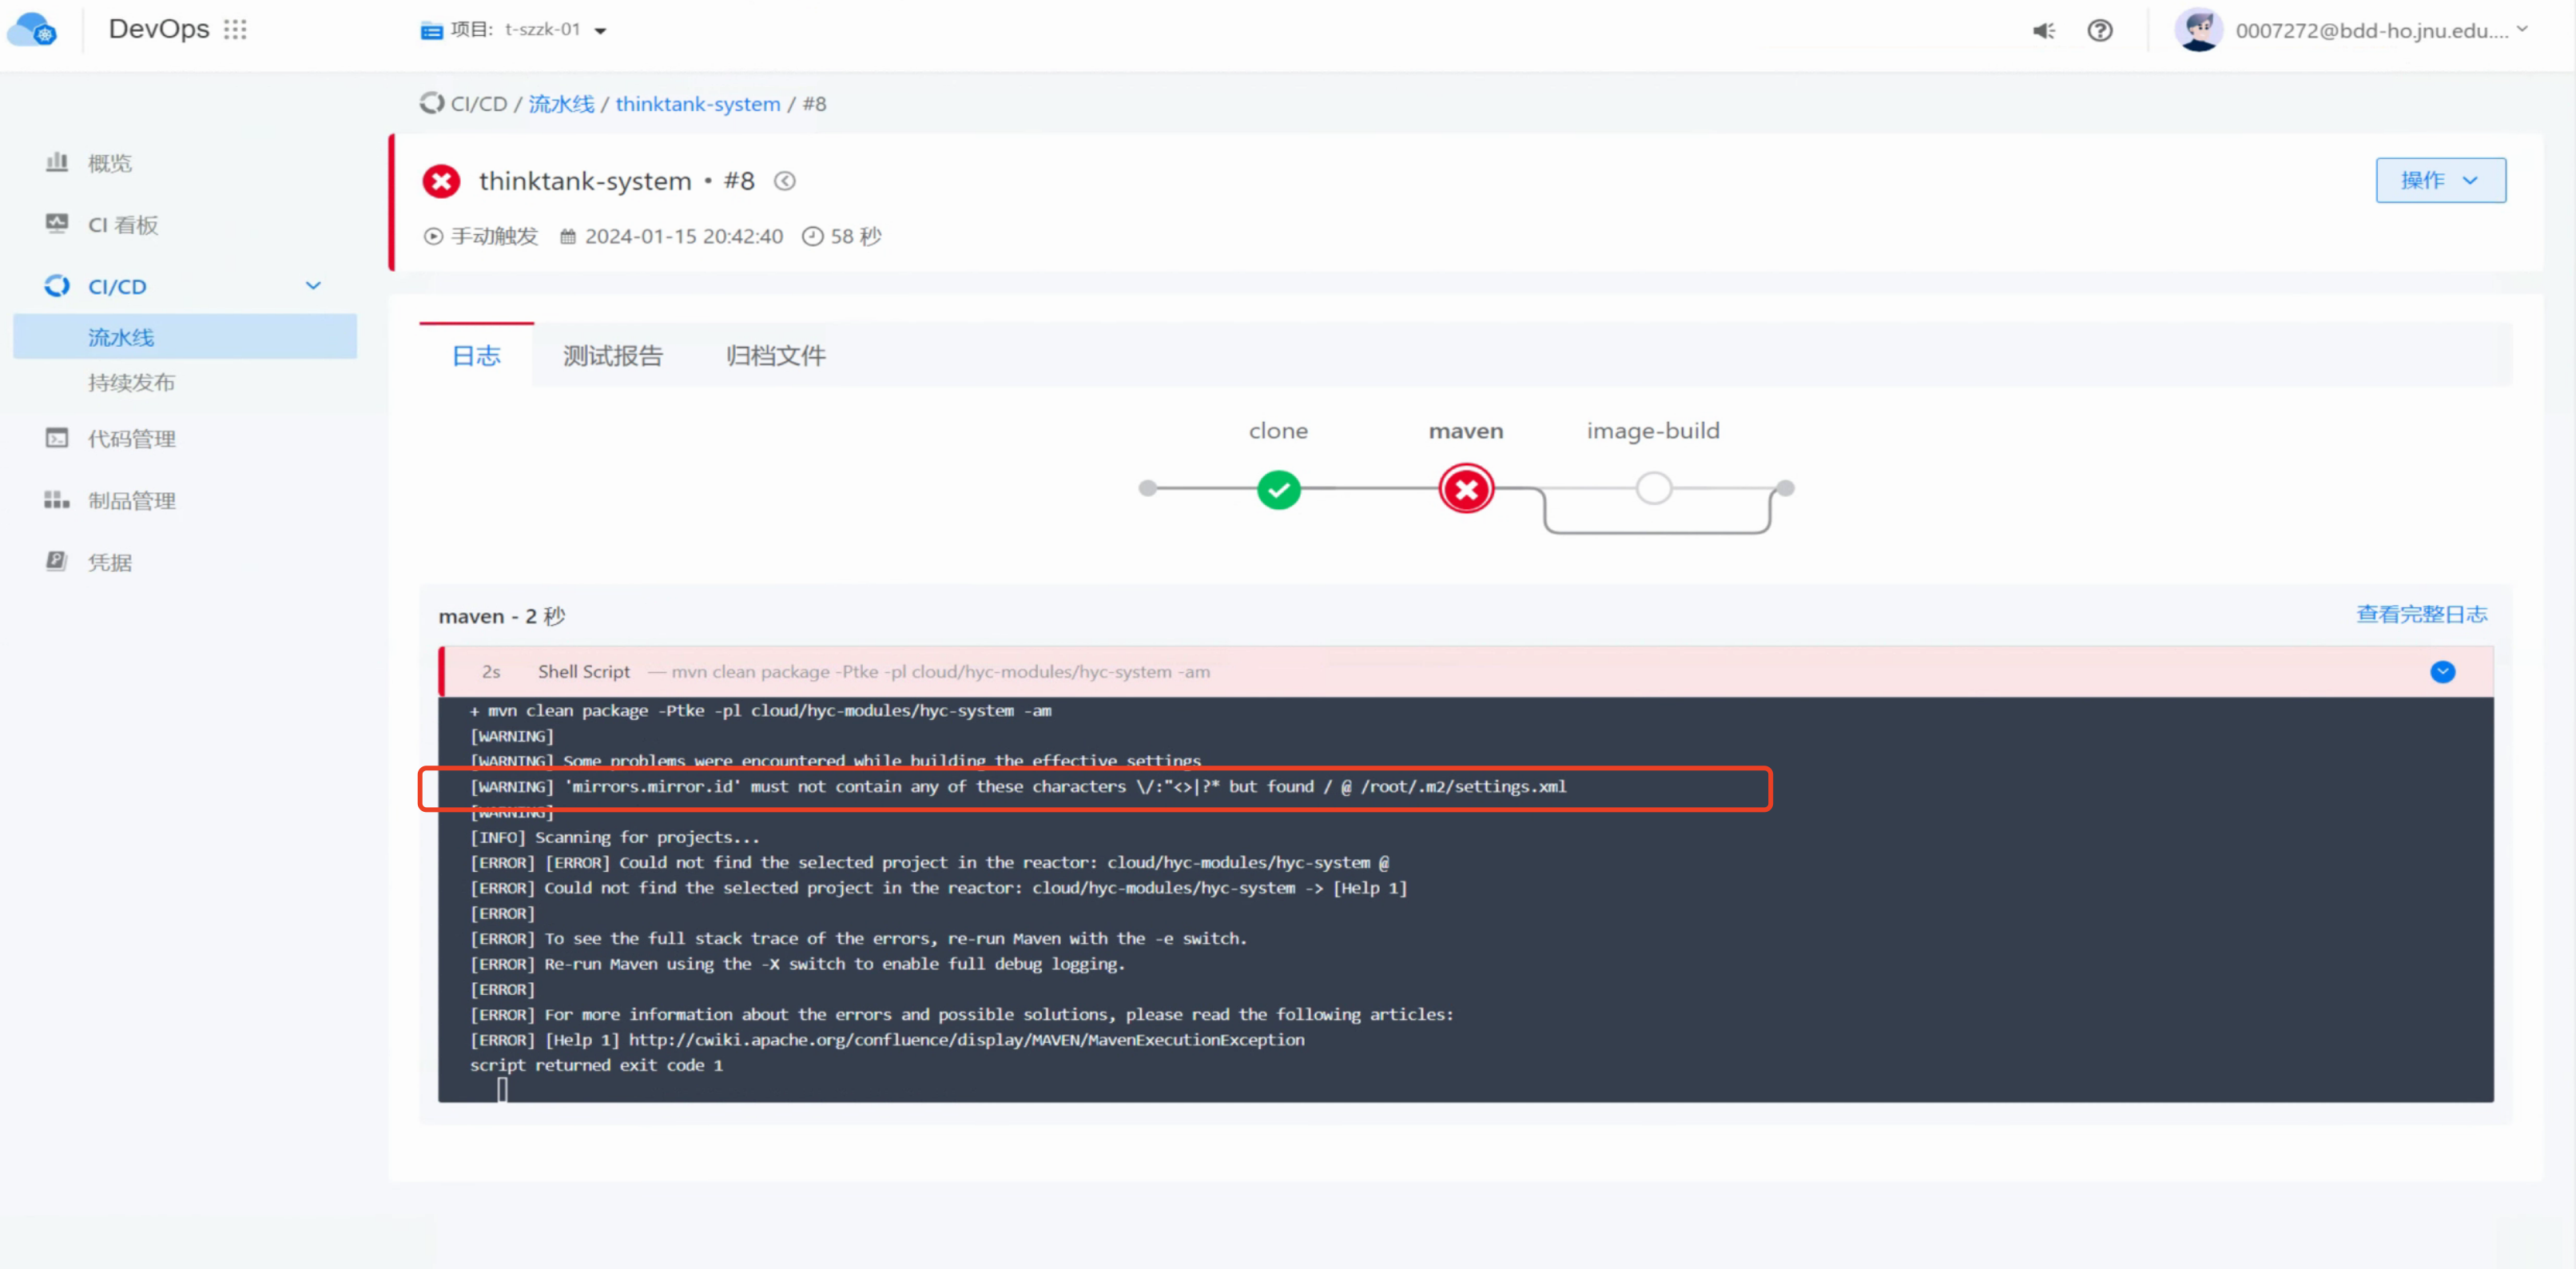 DevOps
项目: t-szzk-01
0007272@bdd-ho.jnu.edu....
CI/CD / 流水线 / thinktank-system / #8
概览
CI 看板
CI/CD
流水线
持续发布
代码管理
制品管理
凭据
thinktank-system • #8
操作
手动触发 2024-01-15 20:42:40 58 秒
日志 测试报告 归档文件
clone maven image-build
maven - 2 秒
查看完整日志
2s Shell Script — mvn clean package -Ptke -pl cloud/hyc-modules/hyc-system -am
+ mvn clean package -Ptke -pl cloud/hyc-modules/hyc-system -am
[WARNING]
[WARNING] Some problems were encountered while building the effective settings
[WARNING] 'mirrors.mirror.id' must not contain any of these characters \/:"<>|?* but found / @ /root/.m2/settings.xml
[WARNING]
[INFO] Scanning for projects...
[ERROR] [ERROR] Could not find the selected project in the reactor: cloud/hyc-modules/hyc-system @
[ERROR] Could not find the selected project in the reactor: cloud/hyc-modules/hyc-system -> [Help 1]
[ERROR]
[ERROR] To see the full stack trace of the errors, re-run Maven with the -e switch.
[ERROR] Re-run Maven using the -X switch to enable full debug logging.
[ERROR]
[ERROR] For more information about the errors and possible solutions, please read the following articles:
[ERROR] [Help 1] http://cwiki.apache.org/confluence/display/MAVEN/MavenExecutionException
script returned exit code 1